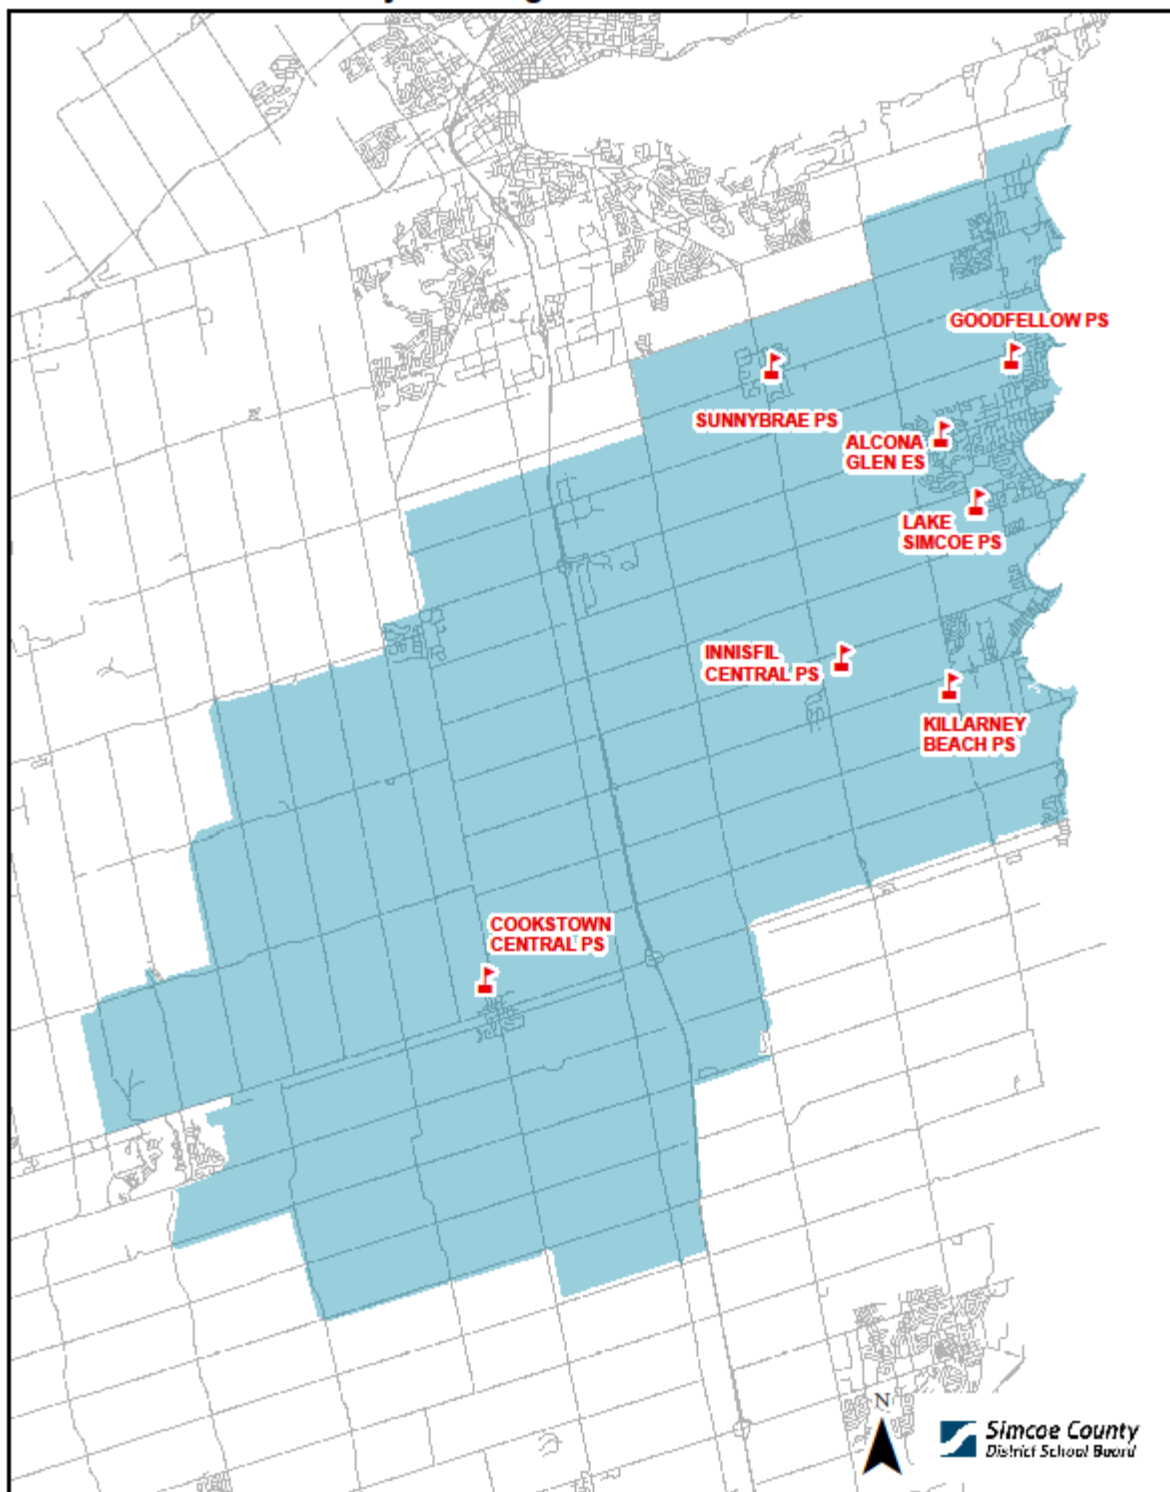 GOODFELLOW PS
SUNNYBRAE PS
ALCONA
GLEN ES
LAKE
SIMCOE PS
INNISFIL
CENTRAL PS
KILLARNEY
BEACH PS
COOKSTOWN
CENTRAL PS
N
Simcoe County
District School Board